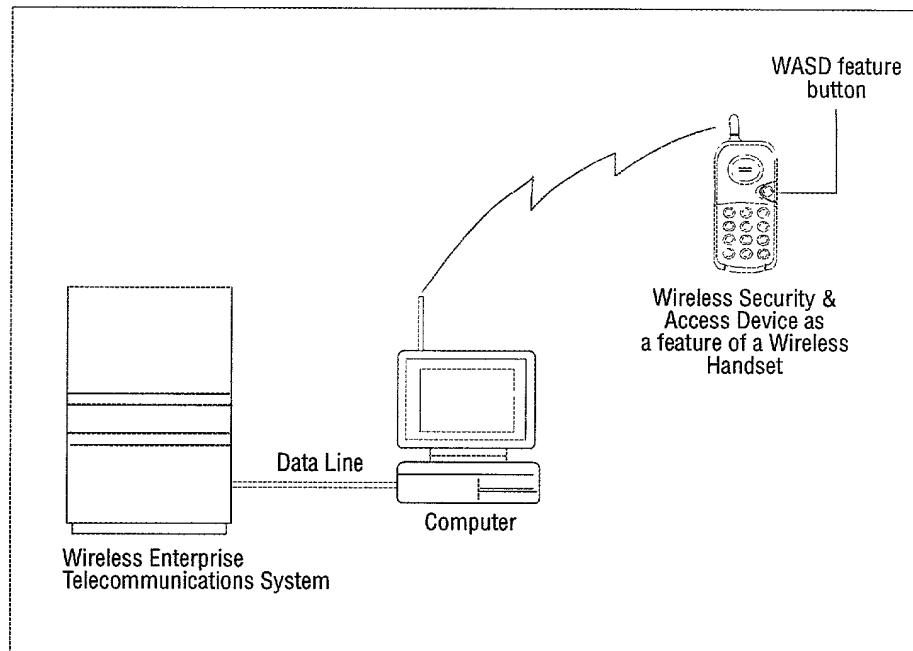 WASD feature
button
Wireless Security &
Access Device as
a feature of a Wireless
Handset
Data Line
Computer
Wireless Enterprise
Telecommunications System